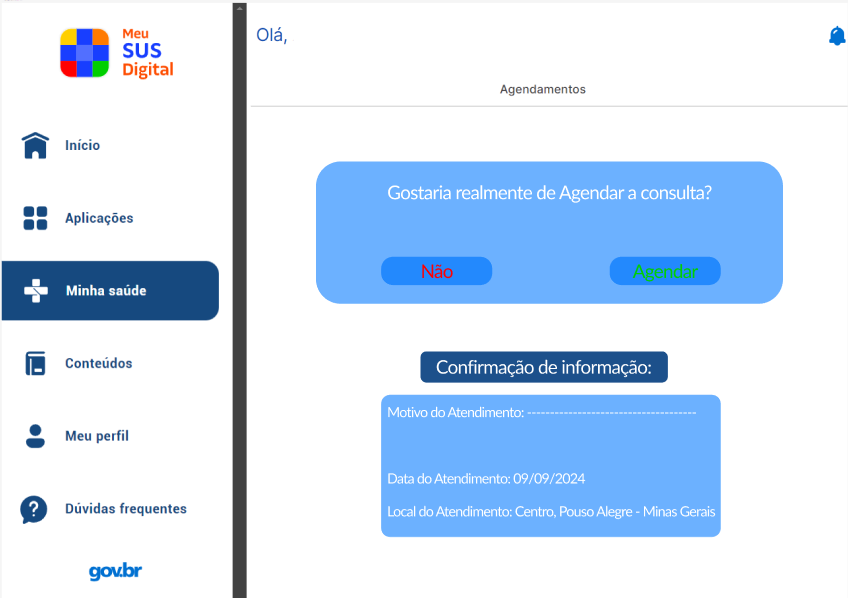 Meu
SUS
Digital
Início
Aplicações
Minha saúde
Conteúdos
Meu perfil
Dúvidas frequentes
gov.br
Olá,
Agendamentos
Gostaria realmente de Agendar a consulta?
Não
Agendar
Confirmação de informação:
Motivo do Atendimento: -------------------------------------
Data do Atendimento: 09/09/2024
Local do Atendimento: Centro, Pouso Alegre - Minas Gerais